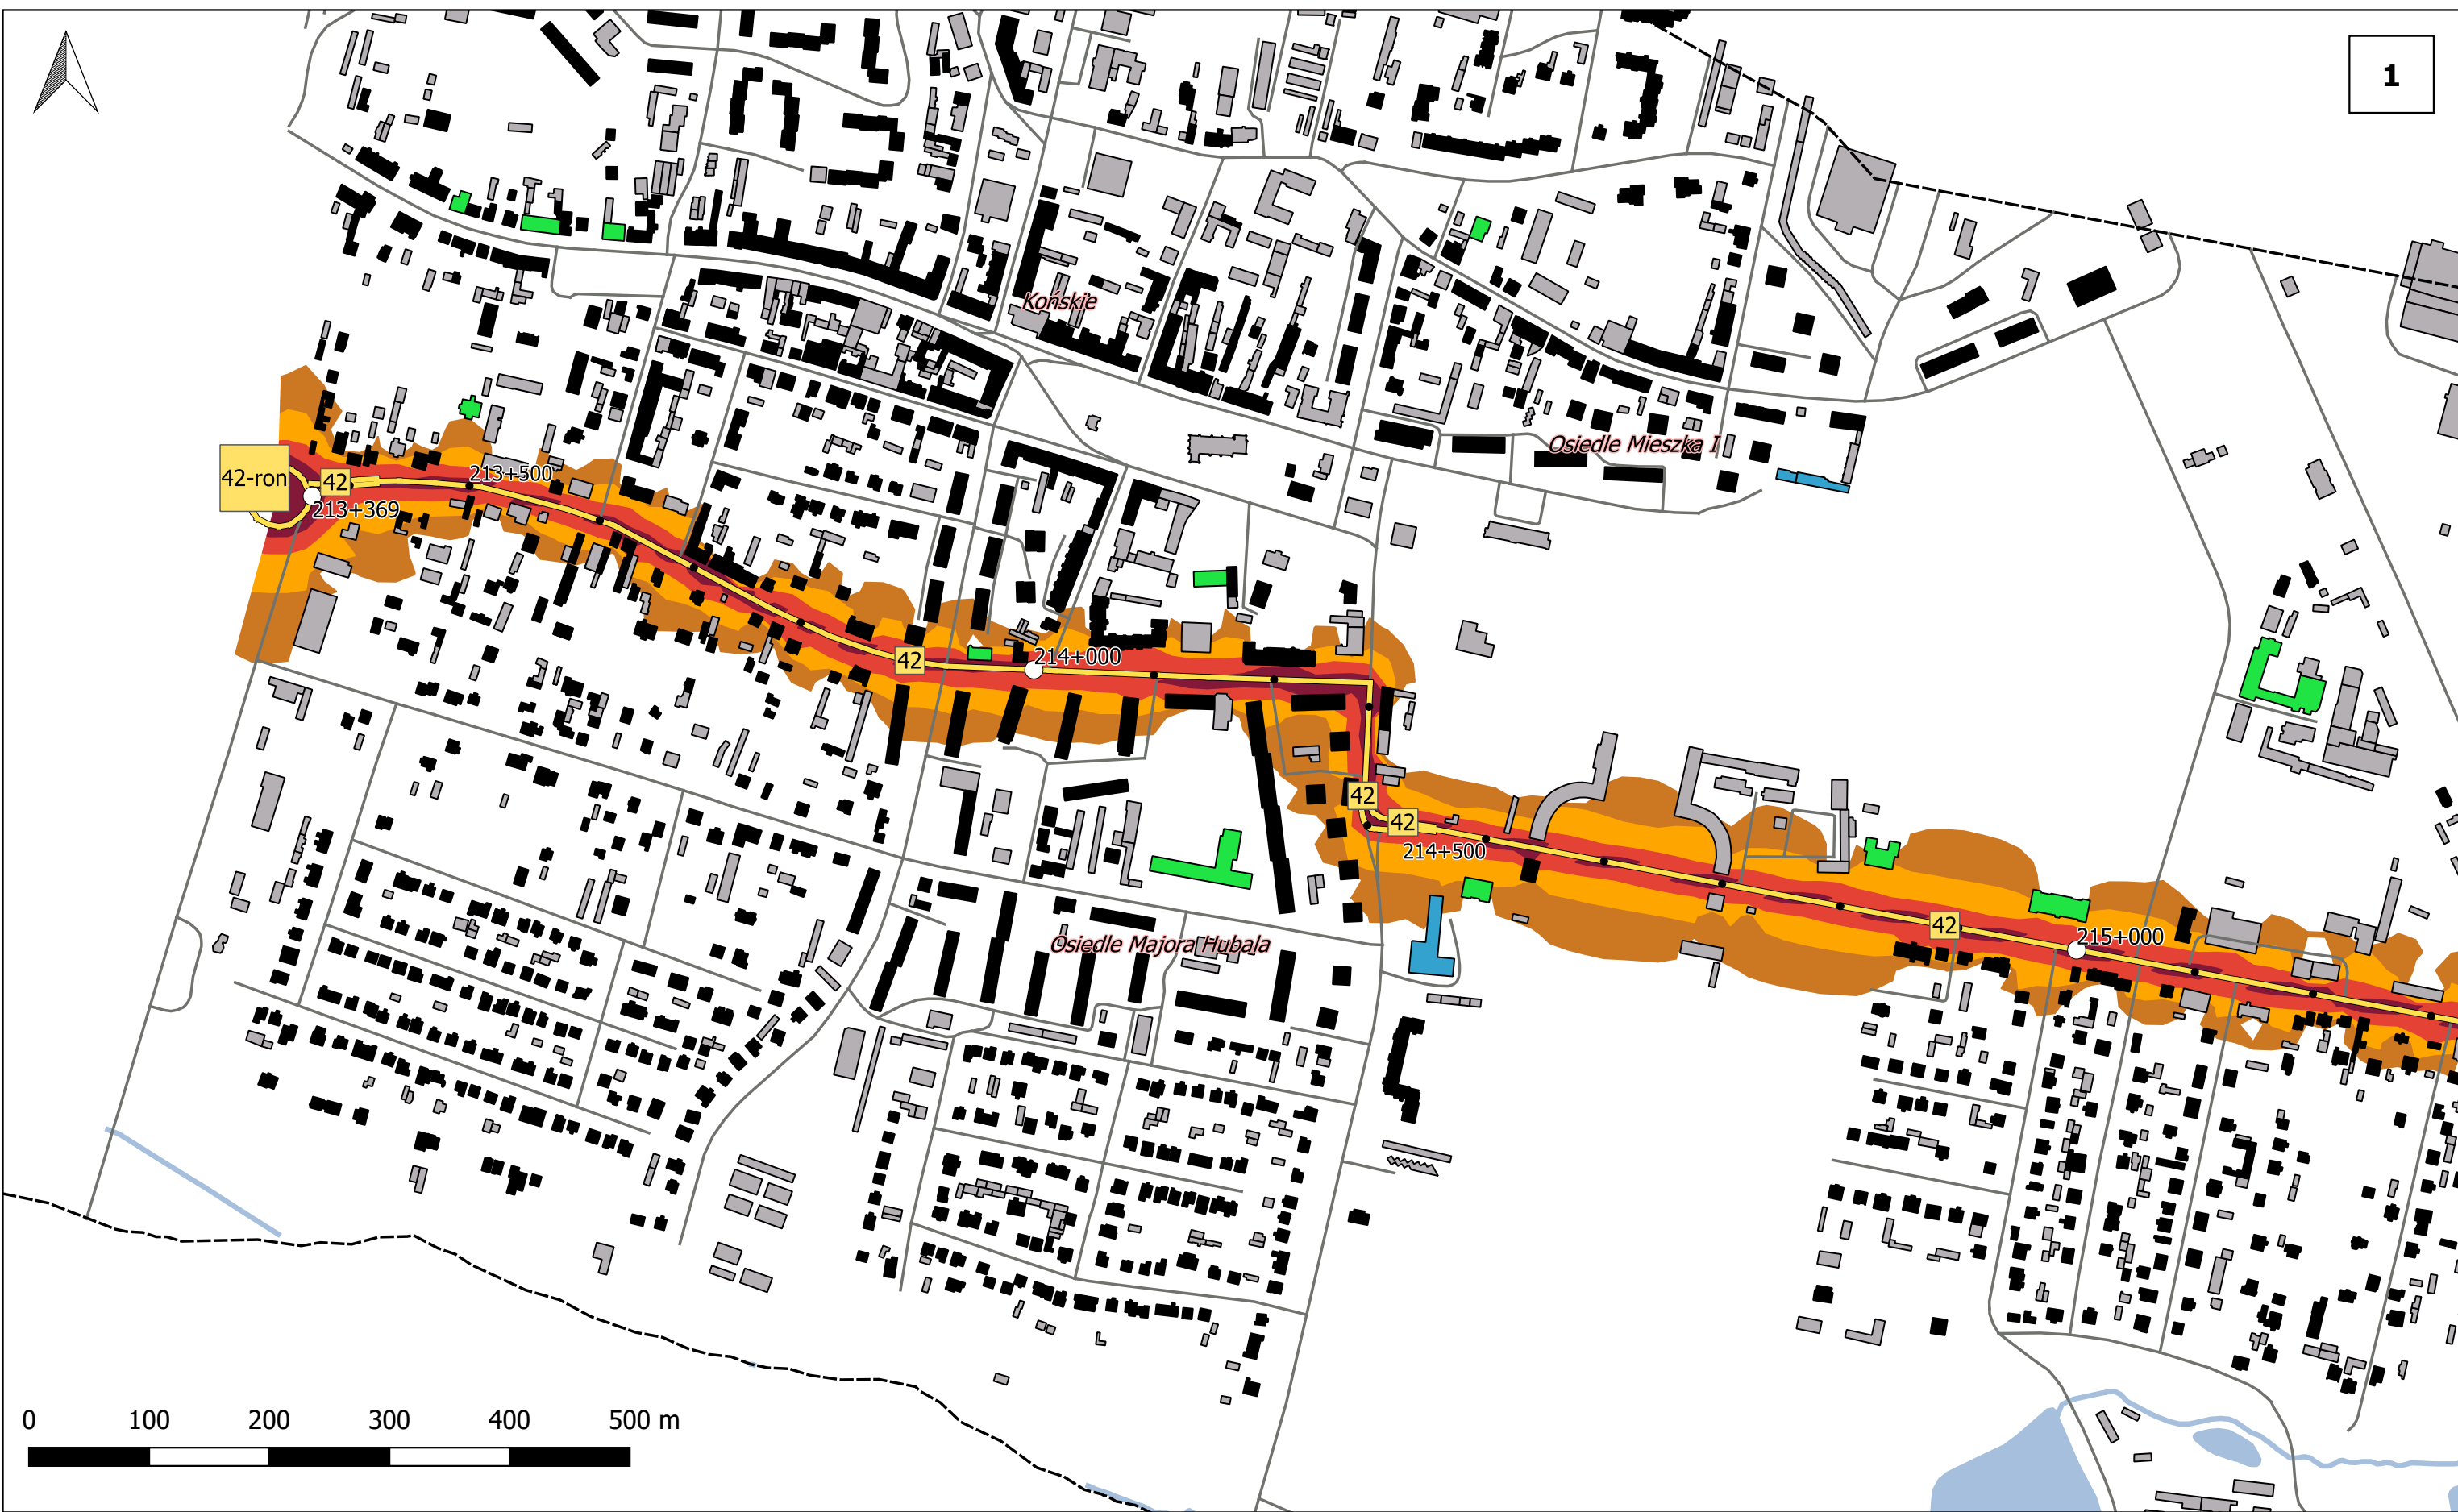 1
Końskie
Osiedle Mieszka I
42-ron
42
213+500
213+369
42
214+000
42
42
214+500
42
215+000
Osiedle Majora Hubala
0 100 200 300 400 500 m